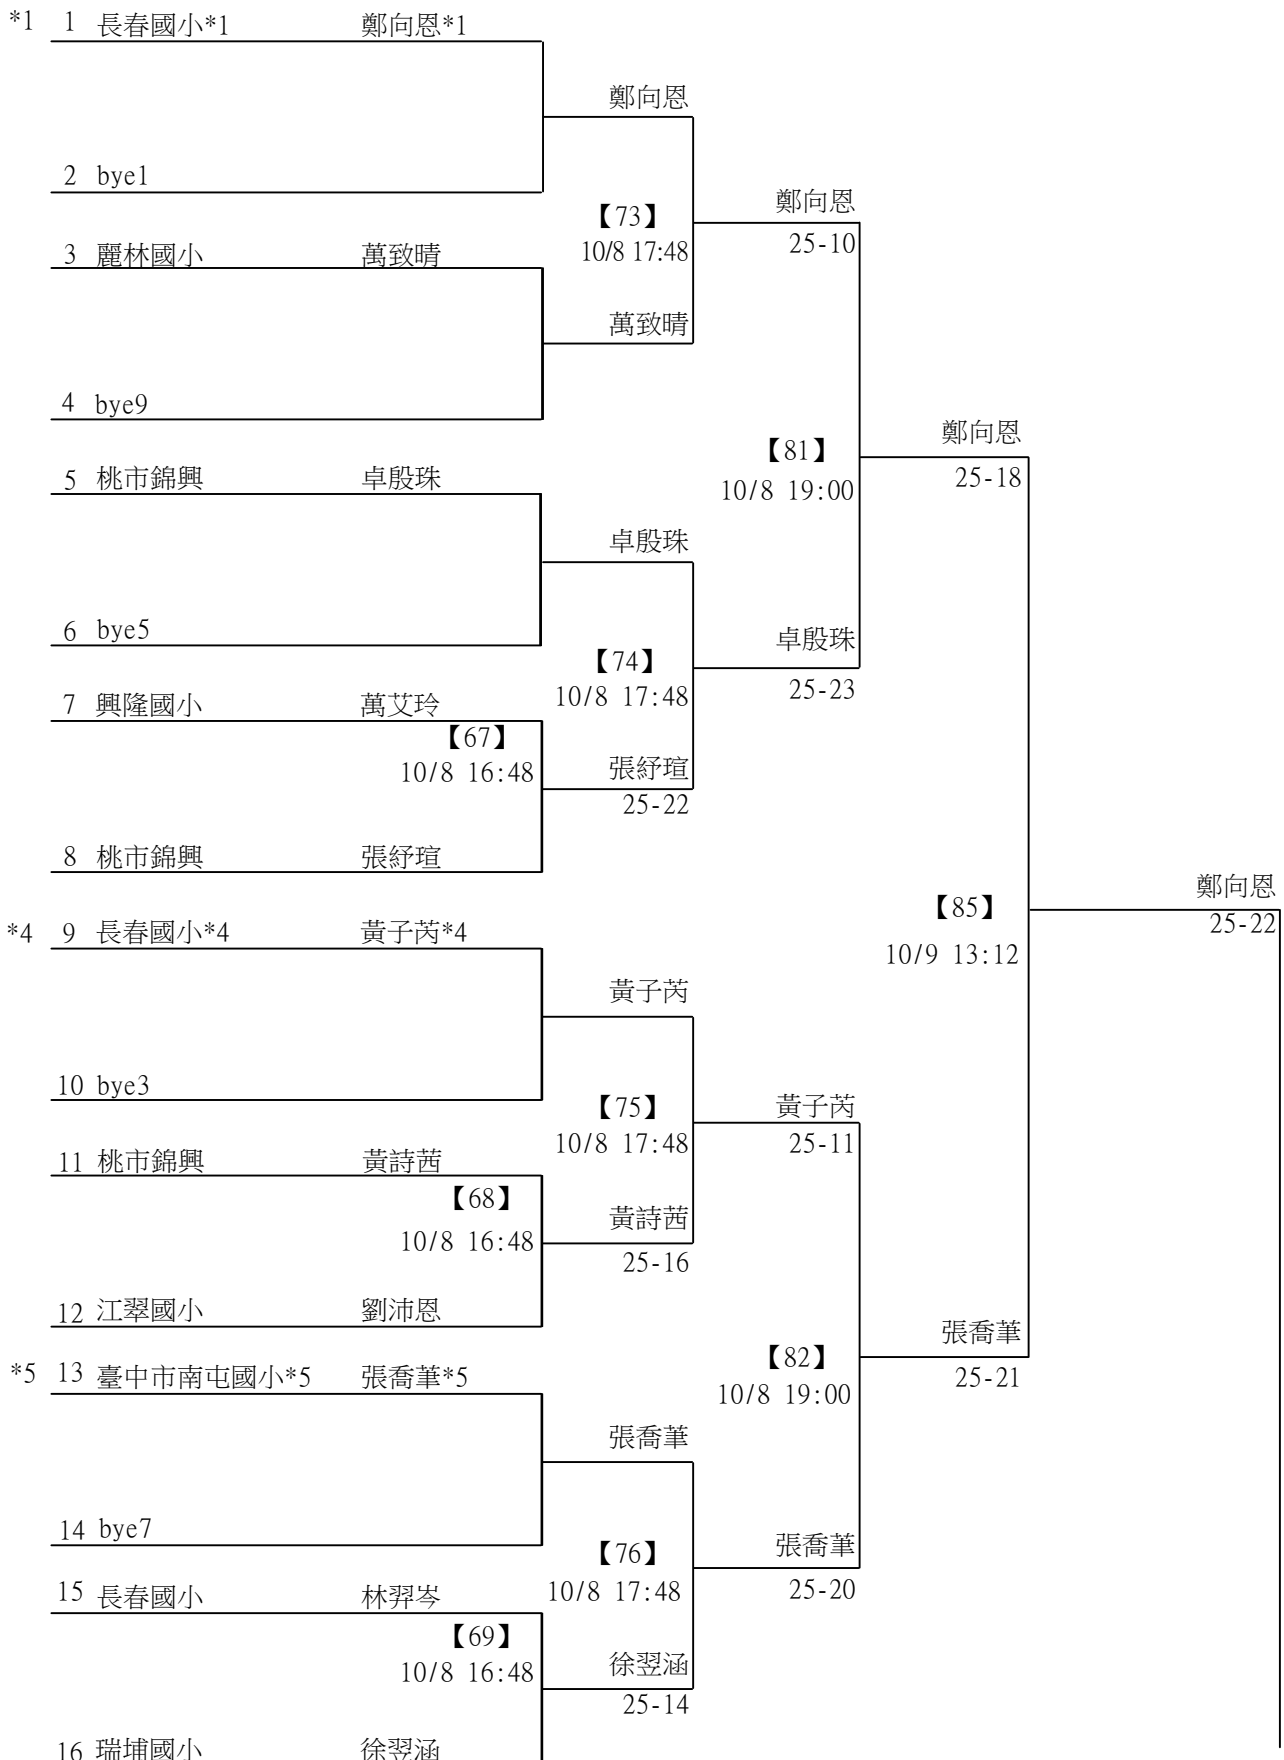 *1 1 長春國小*1 鄭向恩*1
鄭向恩
2 bye1
鄭向恩
【73】
25-10
3 麗林國小 萬致晴
10/8 17:48
萬致晴
4 bye9
鄭向恩
【81】
25-18
5 桃市錦興 卓殷珠
10/8 19:00
卓殷珠
6 bye5
卓殷珠
【74】
25-23
10/8 17:48
7 興隆國小 萬艾玲
【67】
10/8 16:48
張紓瑄
25-22
8 桃市錦興 張紓瑄
鄭向恩
【85】
25-22
*4 9 長春國小*4 黃子芮*4
10/9 13:12
黃子芮
10 bye3
【75】
黃子芮
10/8 17:48
25-11
11 桃市錦興 黃詩茜
【68】
黃詩茜
10/8 16:48
25-16
12 江翠國小 劉沛恩
張喬葦
【82】
25-21
*5 13 臺中市南屯國小*5 張喬葦*5
10/8 19:00
張喬葦
14 bye7
張喬葦
【76】
25-20
10/8 17:48
15 長春國小 林羿岑
【69】
徐翌涵
10/8 16:48
25-14
16 瑞埔國小 徐翌涵